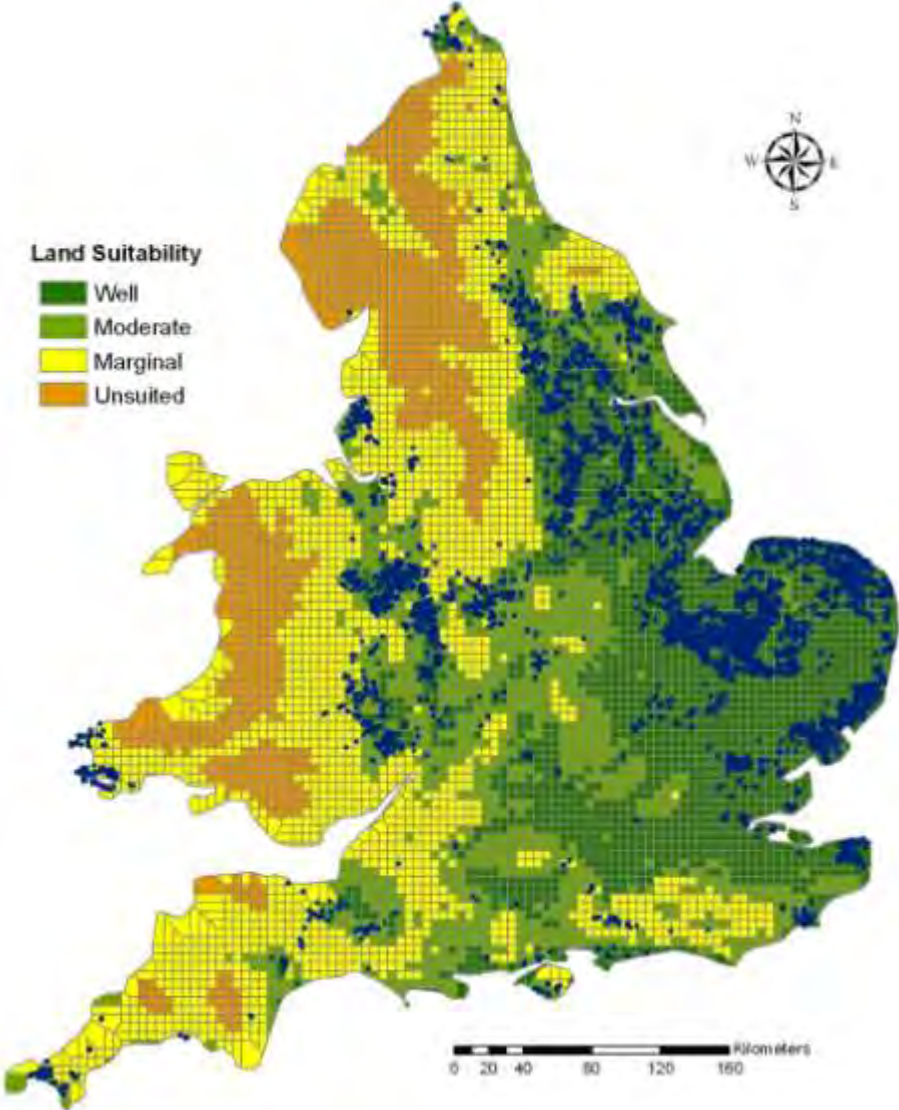 N
W E
S
Land Suitability
Well
Moderate
Marginal
Unsuited
Kilometers
0 20 40 80 120 160